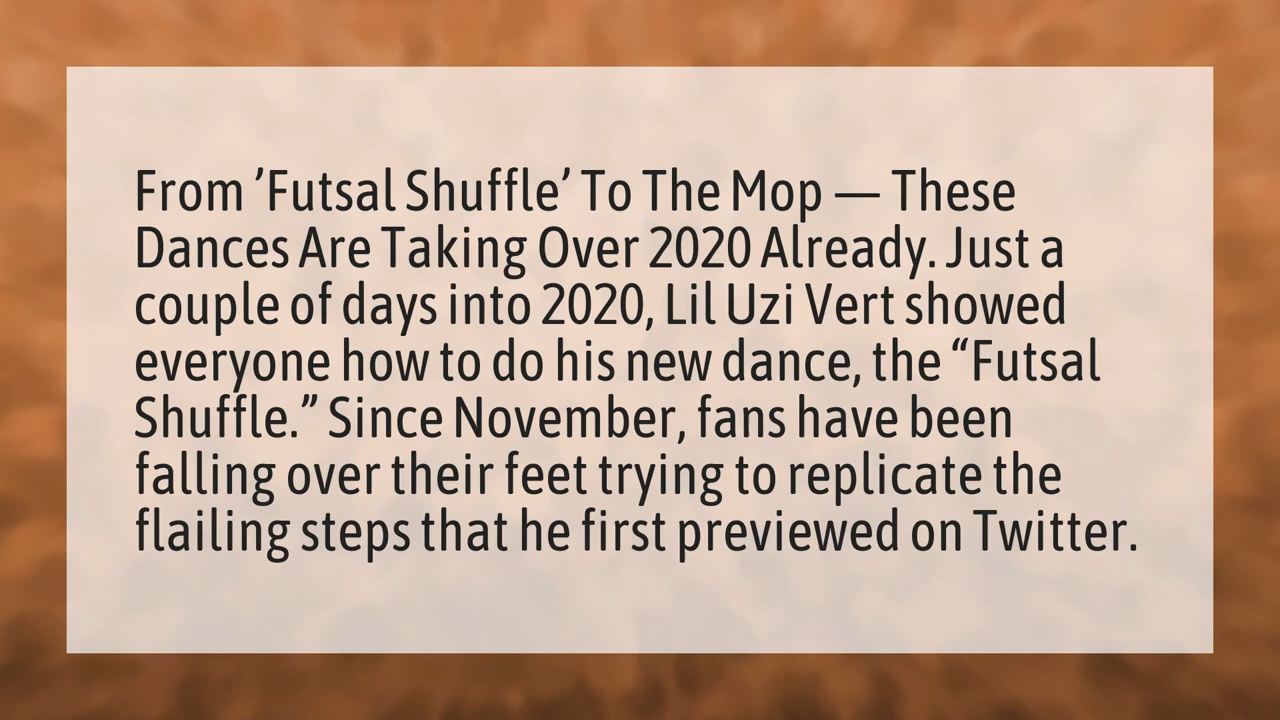 From ’Futsal Shuffle’ To The Mop — These
Dances Are Taking Over 2020 Already. Just a
couple of days into 2020, Lil Uzi Vert showed
everyone how to do his new dance, the “Futsal
Shuffle.” Since November, fans have been
falling over their feet trying to replicate the
flailing steps that he first previewed on Twitter.